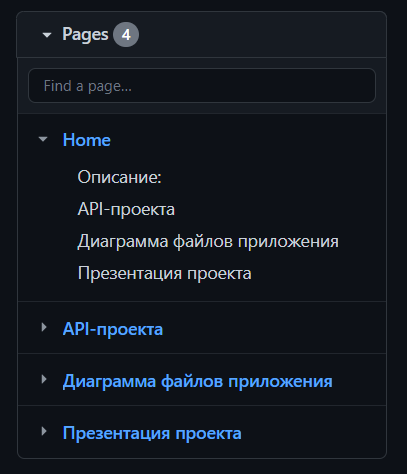 Pages 4
Find a page...
Home
Описание:
API-проекта
Диаграмма файлов приложения
Презентация проекта
API-проекта
Диаграмма файлов приложения
Презентация проекта